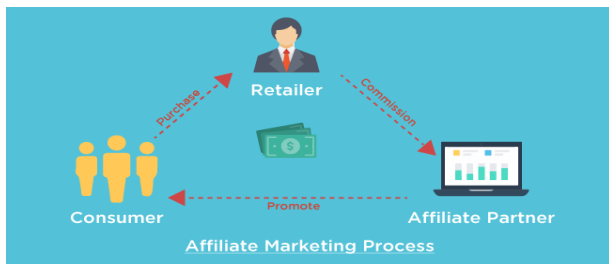 Retailer
Purchase
Commission
$
Consumer
Promote
Affiliate Partner
Affiliate Marketing Process